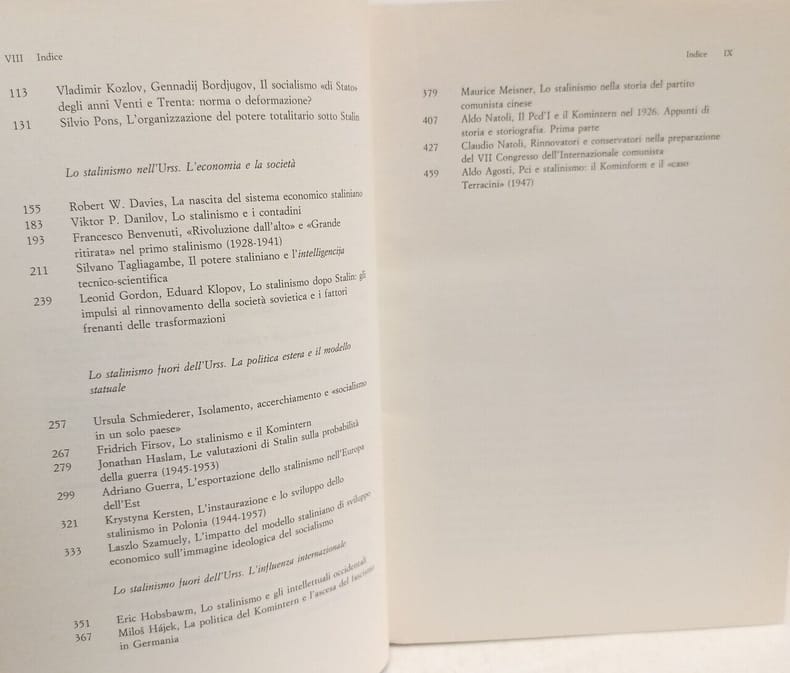 VIII Indice
113 Vladimir Kozlov, Gennadij Bordjugov, Il socialismo «di Stato»
degli anni Venti e Trenta: norma o deformazione?
131 Silvio Pons, L'organizzazione del potere totalitario sotto Stalin
Lo stalinismo nell'Urss. L'economia e la società
155 Robert W. Davies, La nascita del sistema economico staliniano
183 Viktor P. Danilov, Lo stalinismo e i contadini
193 Francesco Benvenuti, «Rivoluzione dall'alto» e «Grande
ritirata» nel primo stalinismo (1928-1941)
211 Silvano Tagliagambe, Il potere staliniano e l'intelligencija
tecnico-scientifica
239 Leonid Gordon, Eduard Klopov, Lo stalinismo dopo Stalin: gli
impulsi al rinnovamento della società sovietica e i fattori
frenanti delle trasformazioni
Lo stalinismo fuori dell'Urss. La politica estera e il modello
statuale
257 Ursula Schmiederer, Isolamento, accerchiamento e «socialismo
in un solo paese»
267 Fridrich Firsov, Lo stalinismo e il Komintern
279 Jonathan Haslam, Le valutazioni di Stalin sulla probabilità
della guerra (1945-1953)
299 Adriano Guerra, L'esportazione dello stalinismo nell'Europa
dell'Est
321 Krystyna Kersten, L'instaurazione e lo sviluppo dello
stalinismo in Polonia (1944-1957)
333 Laszlo Szamuely, L'impatto del modello staliniano di sviluppo
economico sull'immagine ideologica del socialismo
Lo stalinismo fuori dell'Urss. L'influenza internazionale
351 Eric Hobsbawm, Lo stalinismo e gli intellettuali occidentali
367 Miloš Hájek, La politica del Komintern e l'ascesa del fascismo
in Germania
Indice IX
379 Maurice Meisner, Lo stalinismo nella storia del partito
comunista cinese
407 Aldo Natoli, Il Pcd'I e il Komintern nel 1926. Appunti di
storia e storiografia. Prima parte
427 Claudio Natoli, Rinnovatori e conservatori nella preparazione
del VII Congresso dell'Internazionale comunista
459 Aldo Agosti, Pci e stalinismo: il Kominform e il «caso
Terracini» (1947)